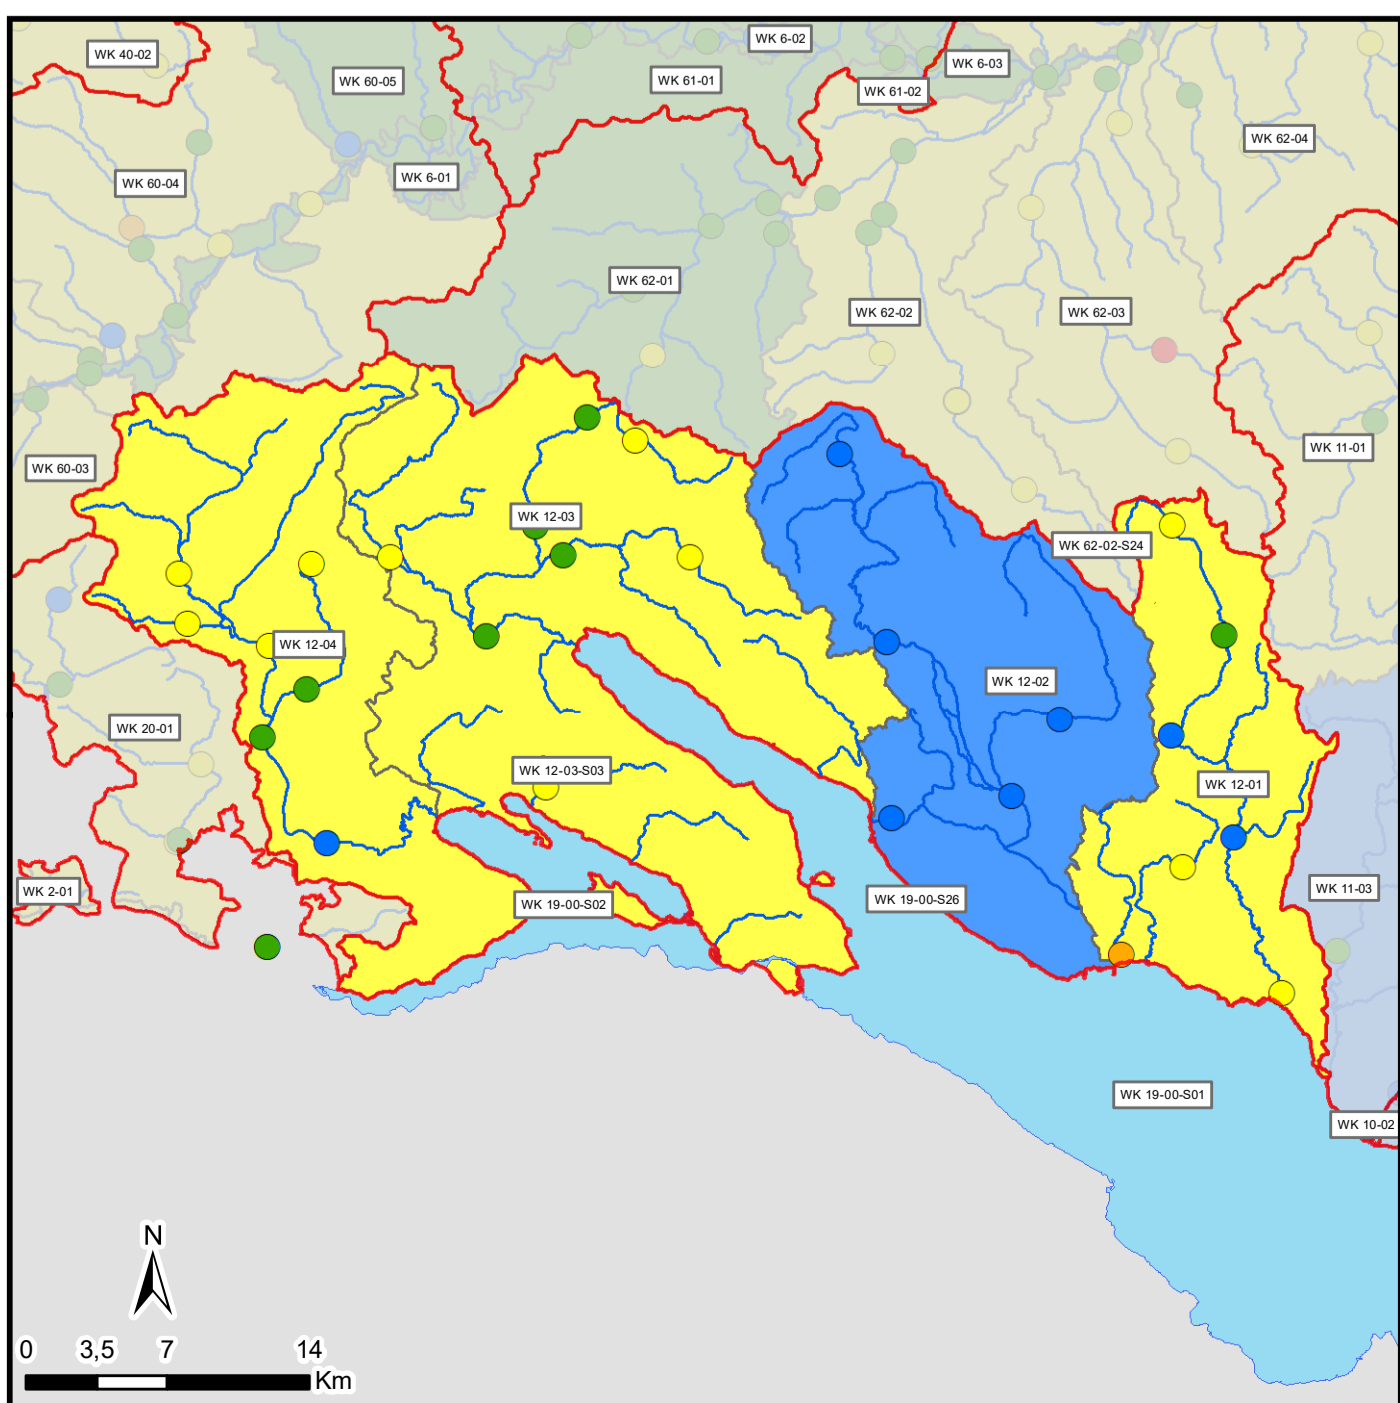 WK 6-02
WK 40-02
WK 6-03
WK 60-05
WK 61-01
WK 61-02
WK 62-04
WK 6-01
WK 60-04
WK 62-01
WK 62-02
WK 62-03
WK 11-01
WK 60-03
WK 12-03
WK 62-02-S24
WK 12-04
WK 12-02
WK 20-01
WK 12-03-S03
WK 12-01
WK 2-01
WK 11-03
WK 19-00-S26
WK 19-00-S02
WK 19-00-S01
WK 10-02
N
0 3,5 7 14
Km